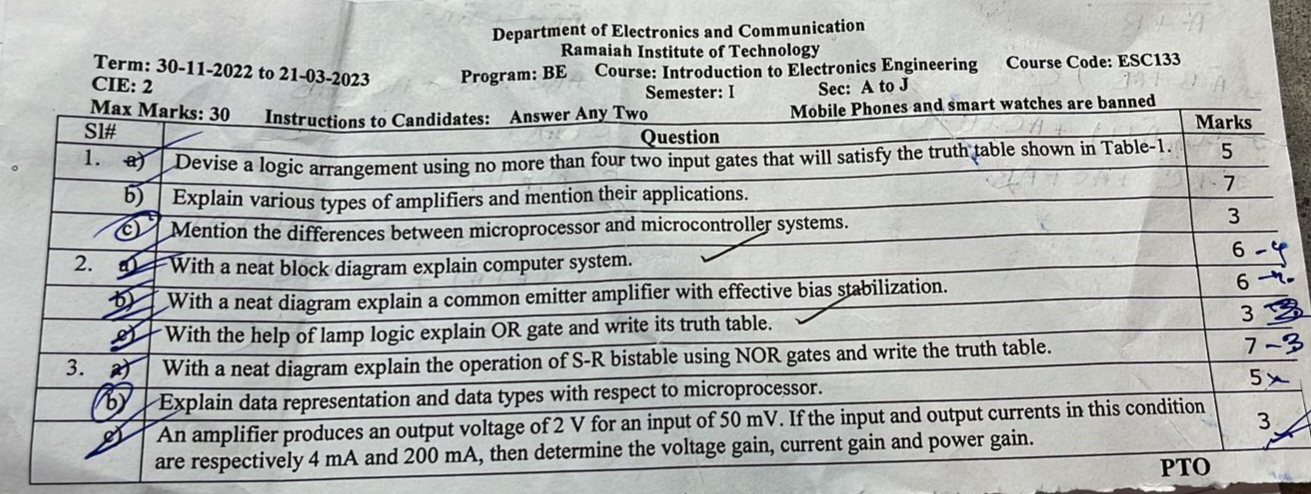 Department of Electronics and Communication
Ramaiah Institute of Technology
Term: 30-11-2022 to 21-03-2023 Program: BE Course: Introduction to Electronics Engineering Course Code: ESC133
CIE: 2 Semester: I Sec: A to J
Max Marks: 30 Instructions to Candidates: Answer Any Two Mobile Phones and smart watches are banned
Sl# Question Marks
1. a) Devise a logic arrangement using no more than four two input gates that will satisfy the truth table shown in Table-1. 5
b) Explain various types of amplifiers and mention their applications. 7
c) Mention the differences between microprocessor and microcontroller systems. 3
2. a) With a neat block diagram explain computer system. 6 -4
b) With a neat diagram explain a common emitter amplifier with effective bias stabilization. 6
c) With the help of lamp logic explain OR gate and write its truth table. 3 3
3. a) With a neat diagram explain the operation of S-R bistable using NOR gates and write the truth table. 7 -3
b) Explain data representation and data types with respect to microprocessor. 5 x
c) An amplifier produces an output voltage of 2 V for an input of 50 mV. If the input and output currents in this condition 3
are respectively 4 mA and 200 mA, then determine the voltage gain, current gain and power gain.
PTO